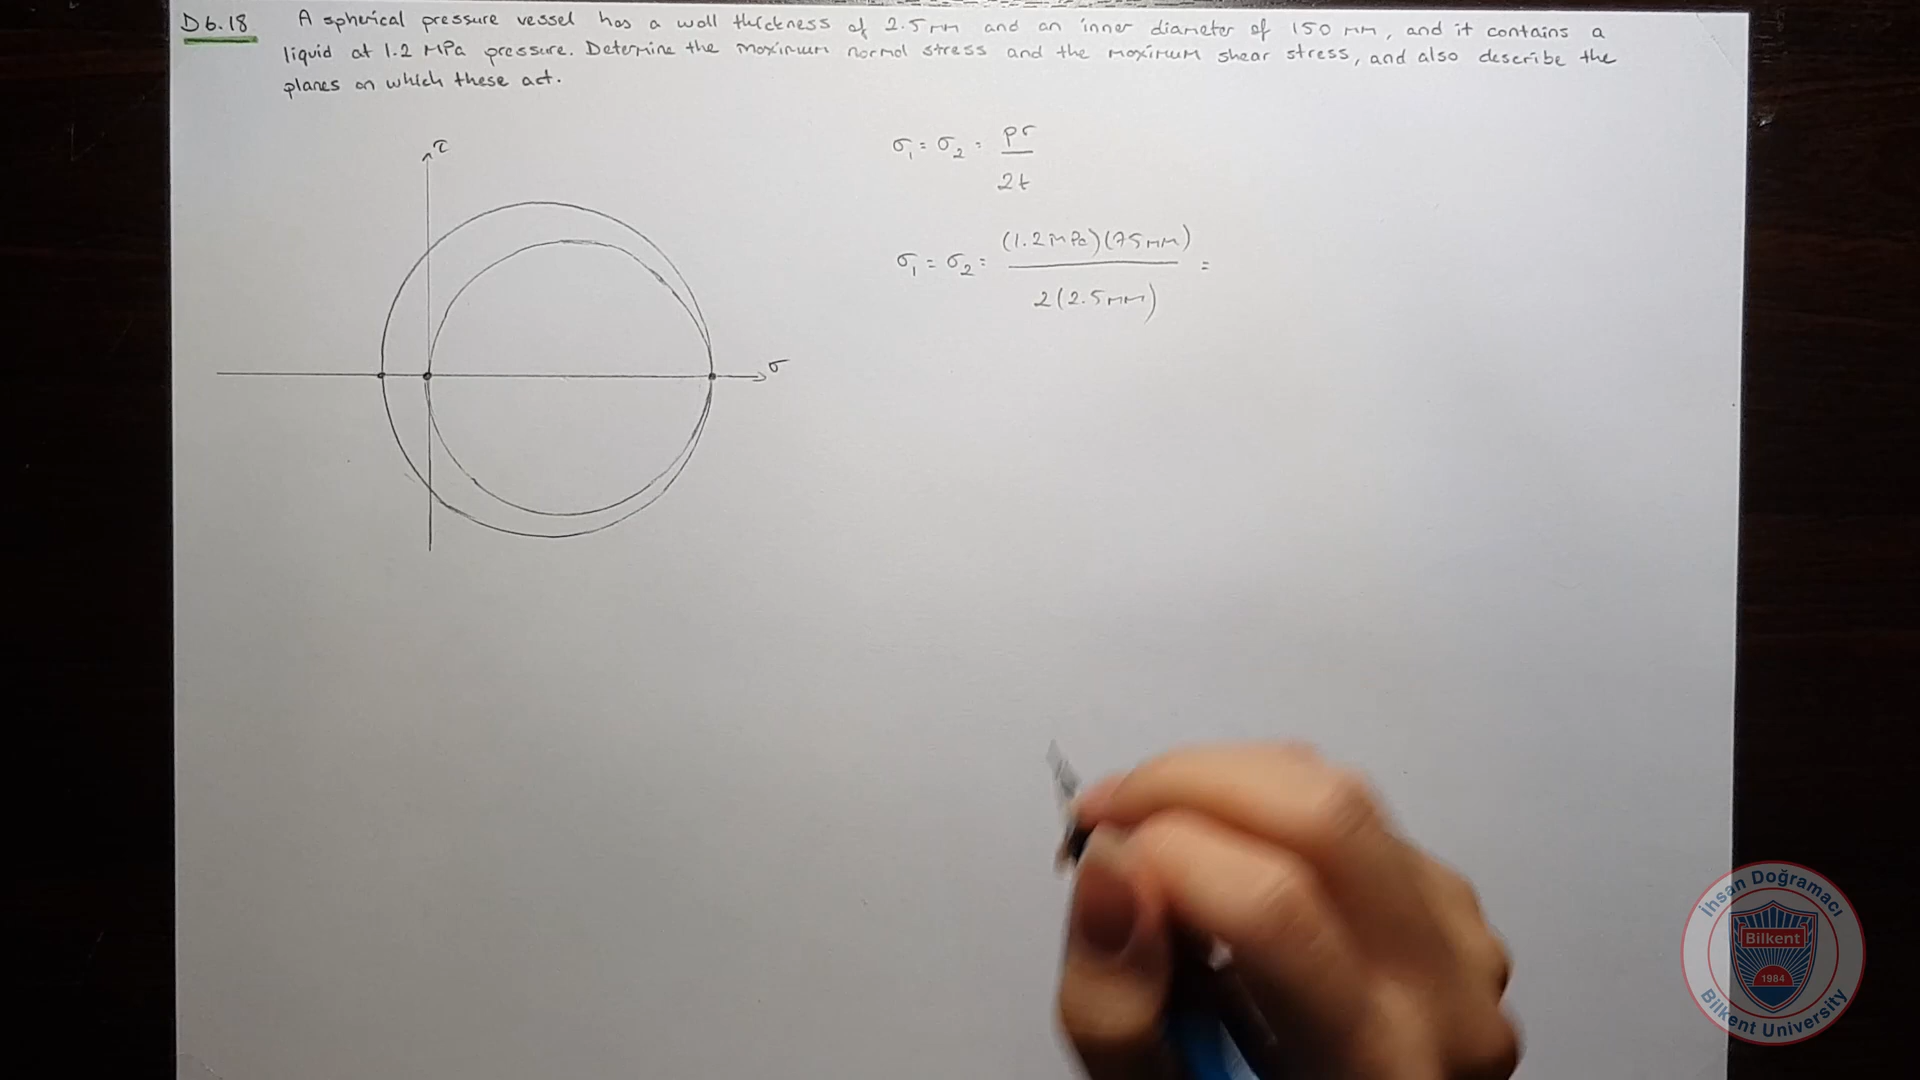 D6.18 A spherical pressure vessel has a wall thickness of 2.5 mm and an inner diameter of 150 mm, and it contains a
liquid at 1.2 MPa pressure. Determine the maximum normal stress and the maximum shear stress, and also describe the
planes on which these act.
τ
σ₁ = σ₂ = pr / 2t
σ₁ = σ₂ = (1.2 MPa)(75 mm) / 2(2.5 mm) =
σ
İhsan Doğramacı
Bilkent
1984
Bilkent University